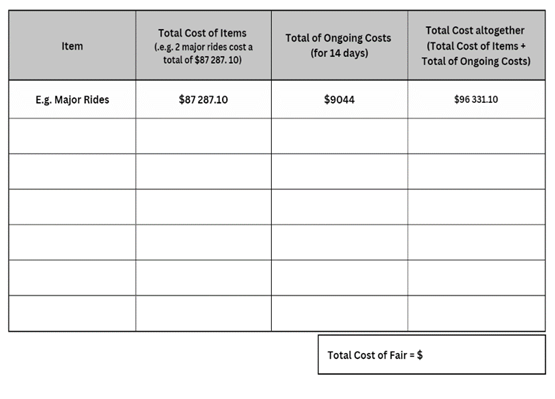 Item
Total Cost of Items
(.e.g. 2 major rides cost a
total of $87 287. 10)
Total of Ongoing Costs
(for 14 days)
Total Cost altogether
(Total Cost of Items +
Total of Ongoing Costs)
E.g. Major Rides
$87 287.10
$9044
$96 331.10
Total Cost of Fair = $